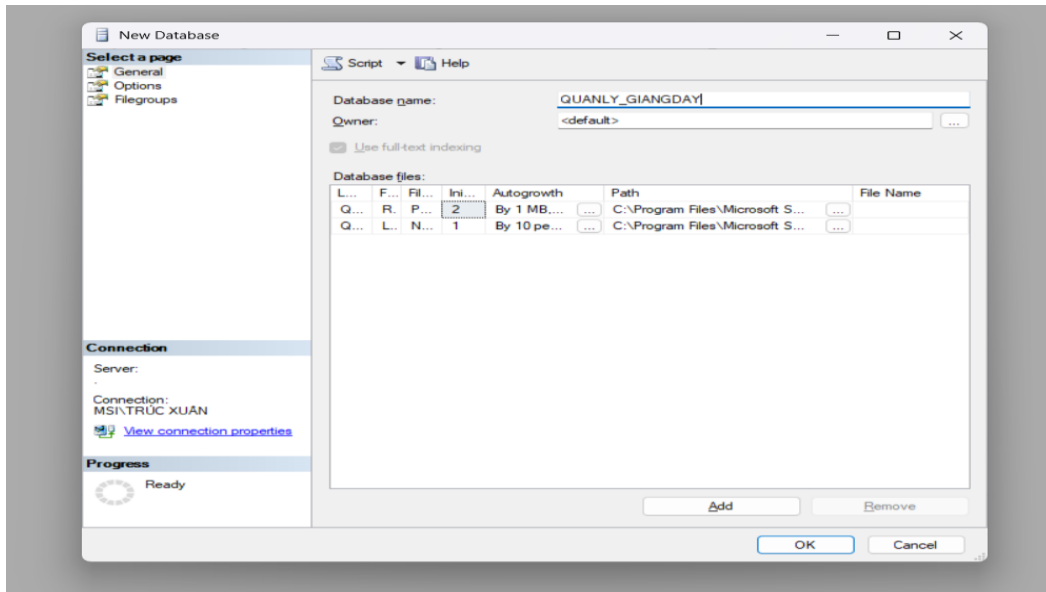 New Database
Select a page
General
Options
Filegroups
Script Help
Database name: QUANLY_GIANGDAY
Owner: <default> ...
Use full-text indexing
Database files:
L... F... Fil... Ini... Autogrowth Path File Name
Q... R. P... 2 By 1 MB,... ... C:\Program Files\Microsoft S... ...
Q... L.. N... 1 By 10 pe... ... C:\Program Files\Microsoft S... ...
Connection
Server:
.
Connection:
MSI\TRÚC XUÂN
View connection properties
Progress
Ready
Add Remove
OK Cancel